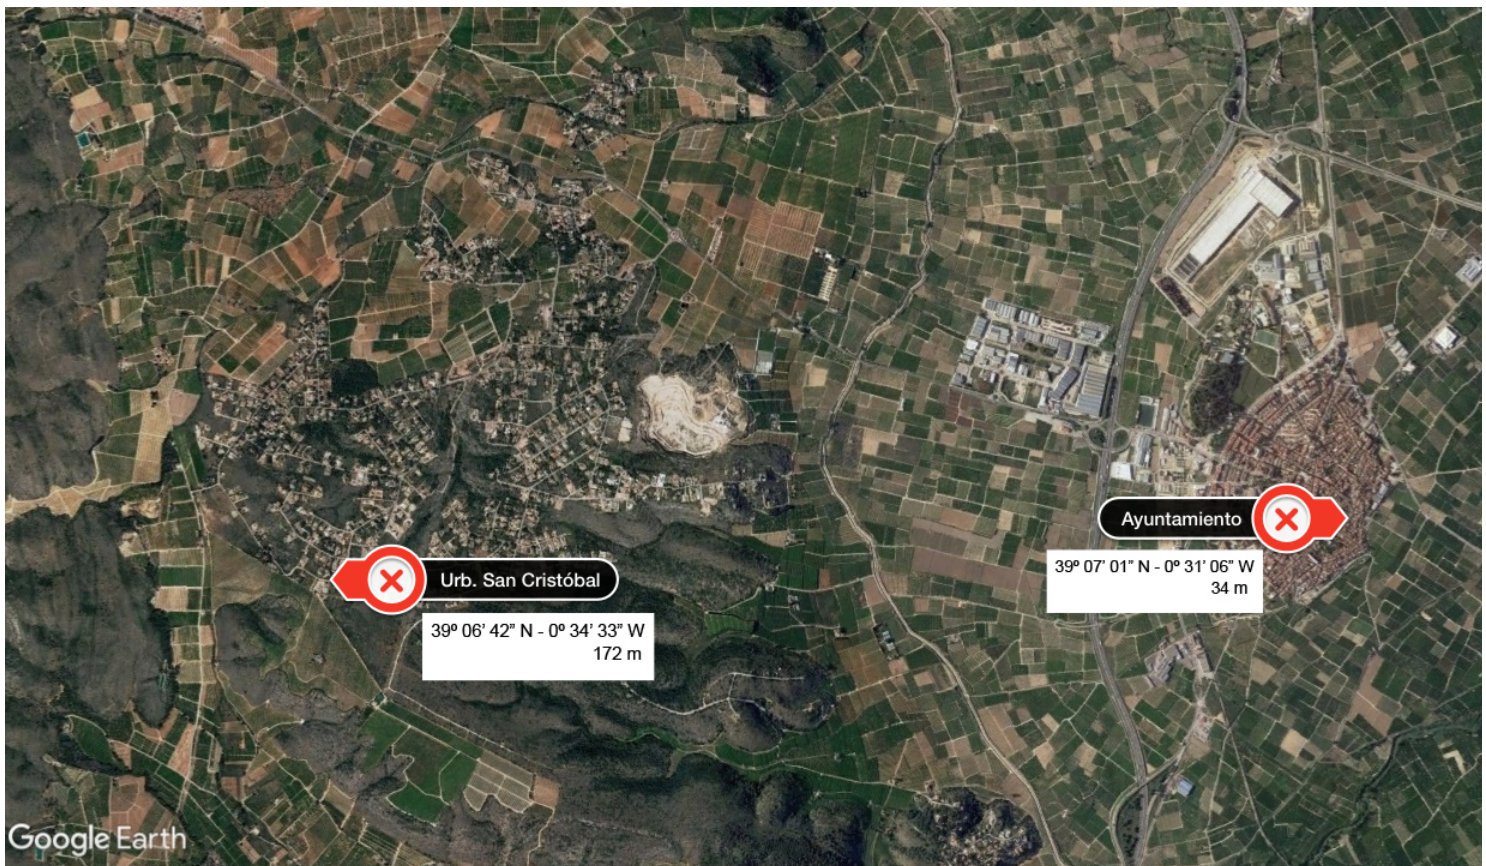 Ayuntamiento
39º 07’ 01” N - 0º 31’ 06” W
34 m
Urb. San Cristóbal
39º 06’ 42” N - 0º 34’ 33” W
172 m
Google Earth